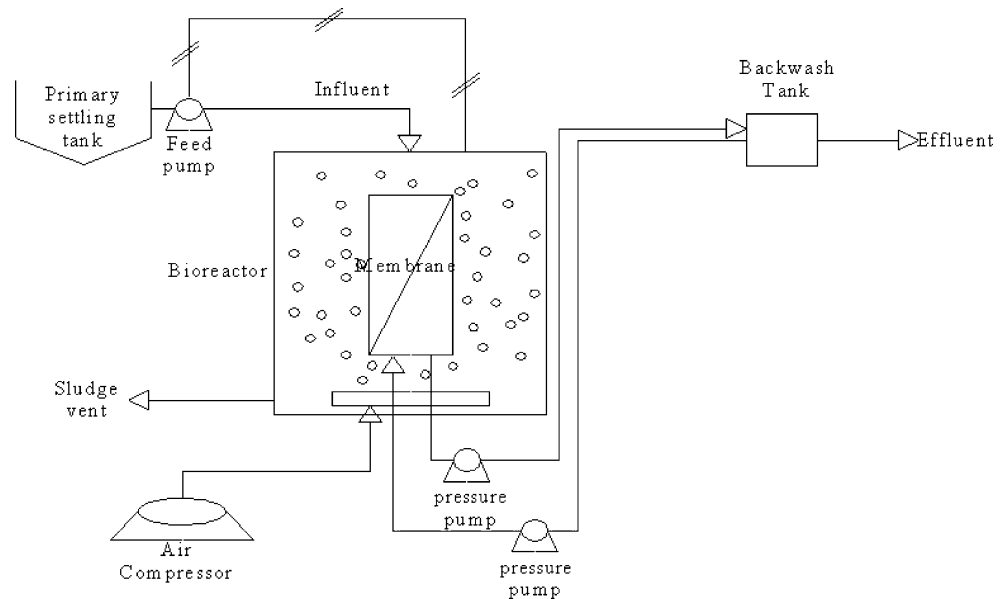 Primary
settling
tank
Feed
pump
Influent
Backwash
Tank
Effluent
Bioreactor
Membrane
Sludge
vent
pressure
pump
Air
Compressor
pressure
pump